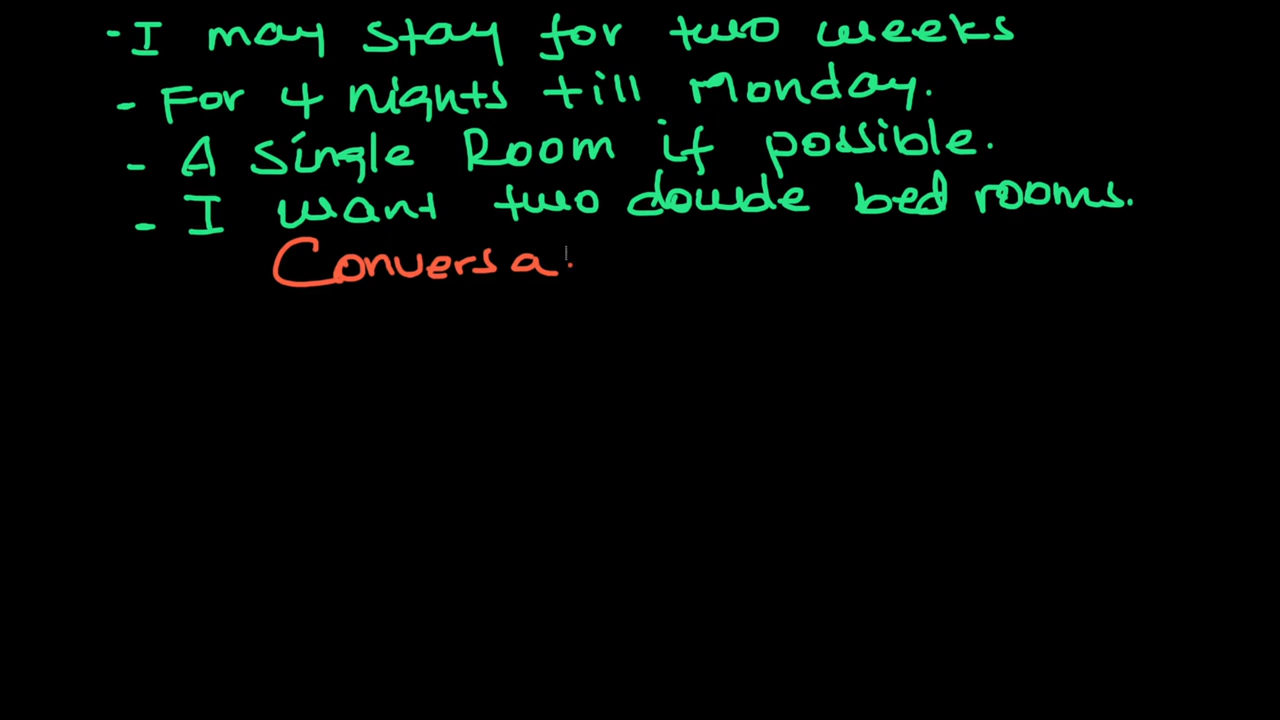 - I may stay for two weeks
- For 4 nights till Monday.
- A single Room if possible.
- I want two double bed rooms.
Conversa